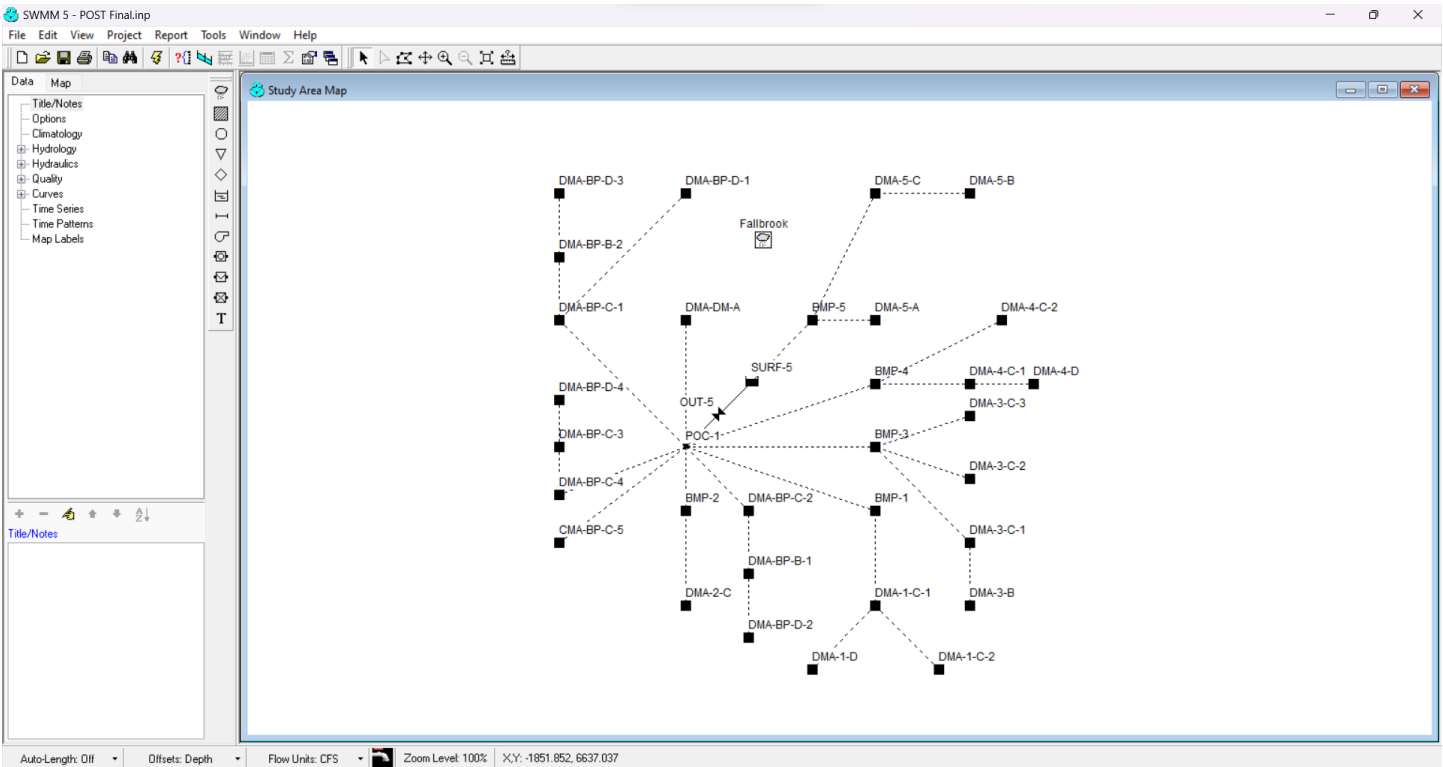 SWMM 5 - POST Final.inp
File Edit View Project Report Tools Window Help
Data Map
Title/Notes
Options
Climatology
Hydrology
Hydraulics
Quality
Curves
Time Series
Time Patterns
Map Labels
Title/Notes
T
Study Area Map
DMA-BP-D-3 DMA-BP-D-1 DMA-5-C DMA-5-B
Fallbrook
DMA-BP-B-2
DMA-BP-C-1 DMA-DM-A BMP-5 DMA-5-A DMA-4-C-2
SURF-5 BMP-4 DMA-4-C-1 DMA-4-D
DMA-BP-D-4
OUT-5 DMA-3-C-3
DMA-BP-C-3 POC-1 BMP-3
DMA-3-C-2
DMA-BP-C-4
BMP-2 DMA-BP-C-2 BMP-1
CMA-BP-C-5 DMA-3-C-1
DMA-BP-B-1
DMA-2-C DMA-1-C-1 DMA-3-B
DMA-BP-D-2
DMA-1-D DMA-1-C-2
Auto-Length: Off Offsets: Depth Flow Units: CFS Zoom Level: 100% X,Y: -1851.852, 6637.037